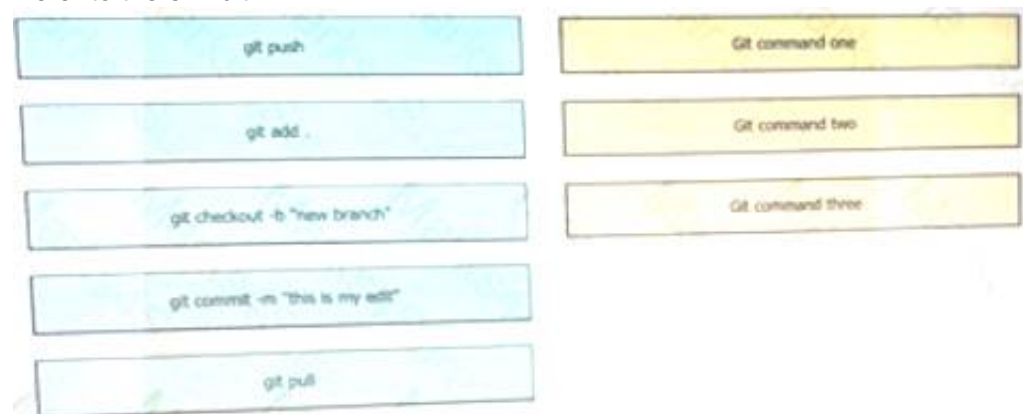 git push
git add .
git checkout -b "new branch"
git commit -m "this is my edit"
git pull
Git command one
Git command two
Git command three